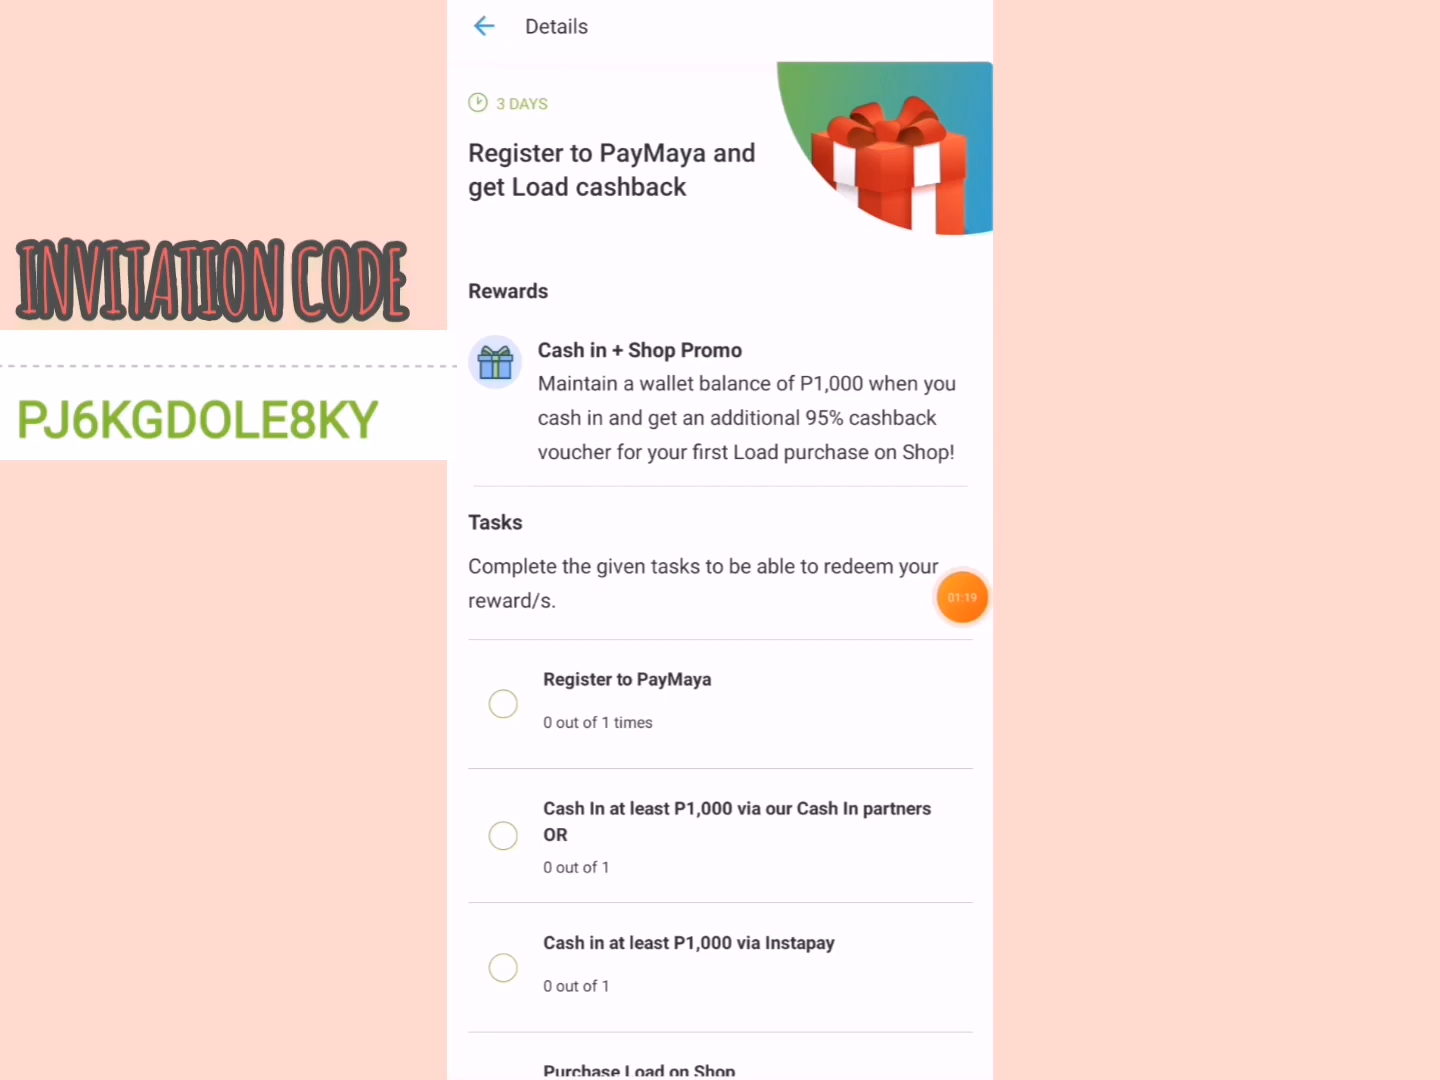 Details
3 DAYS
Register to PayMaya and
get Load cashback
INVITATION CODE
PJ6KGDOLE8KY
Rewards
Cash in + Shop Promo
Maintain a wallet balance of P1,000 when you
cash in and get an additional 95% cashback
voucher for your first Load purchase on Shop!
Tasks
Complete the given tasks to be able to redeem your
reward/s.
01:19
Register to PayMaya
0 out of 1 times
Cash In at least P1,000 via our Cash In partners
OR
0 out of 1
Cash in at least P1,000 via Instapay
0 out of 1
Purchase Load on Shop